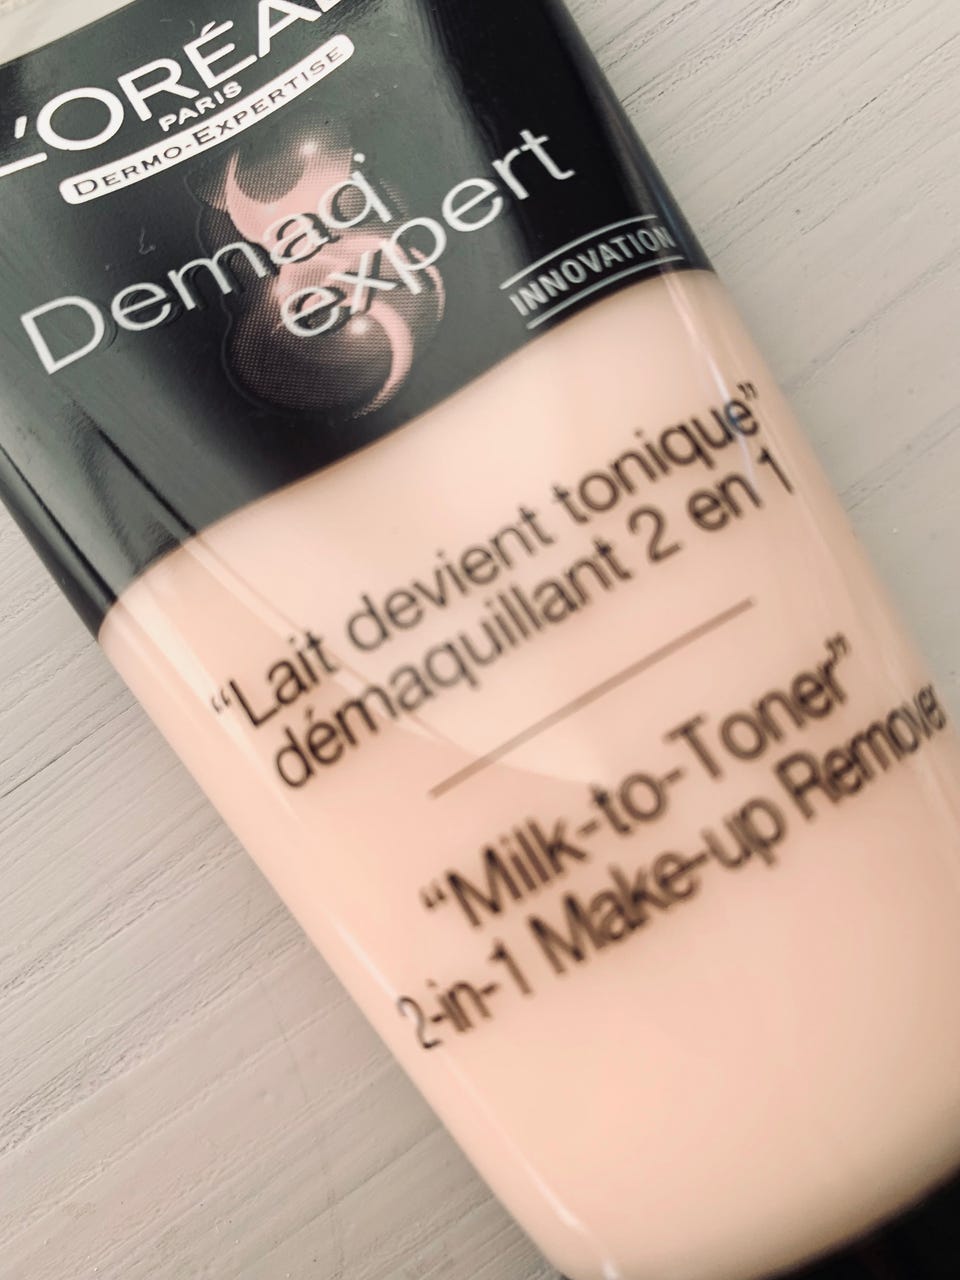 L'ORÉA
PARIS
DERMO-EXPERTISE
Demaq
expert
INNOVATION
“Lait devient tonique”
démaquillant 2 en 1
“Milk-to-Toner”
2-in-1 Make-up Remover